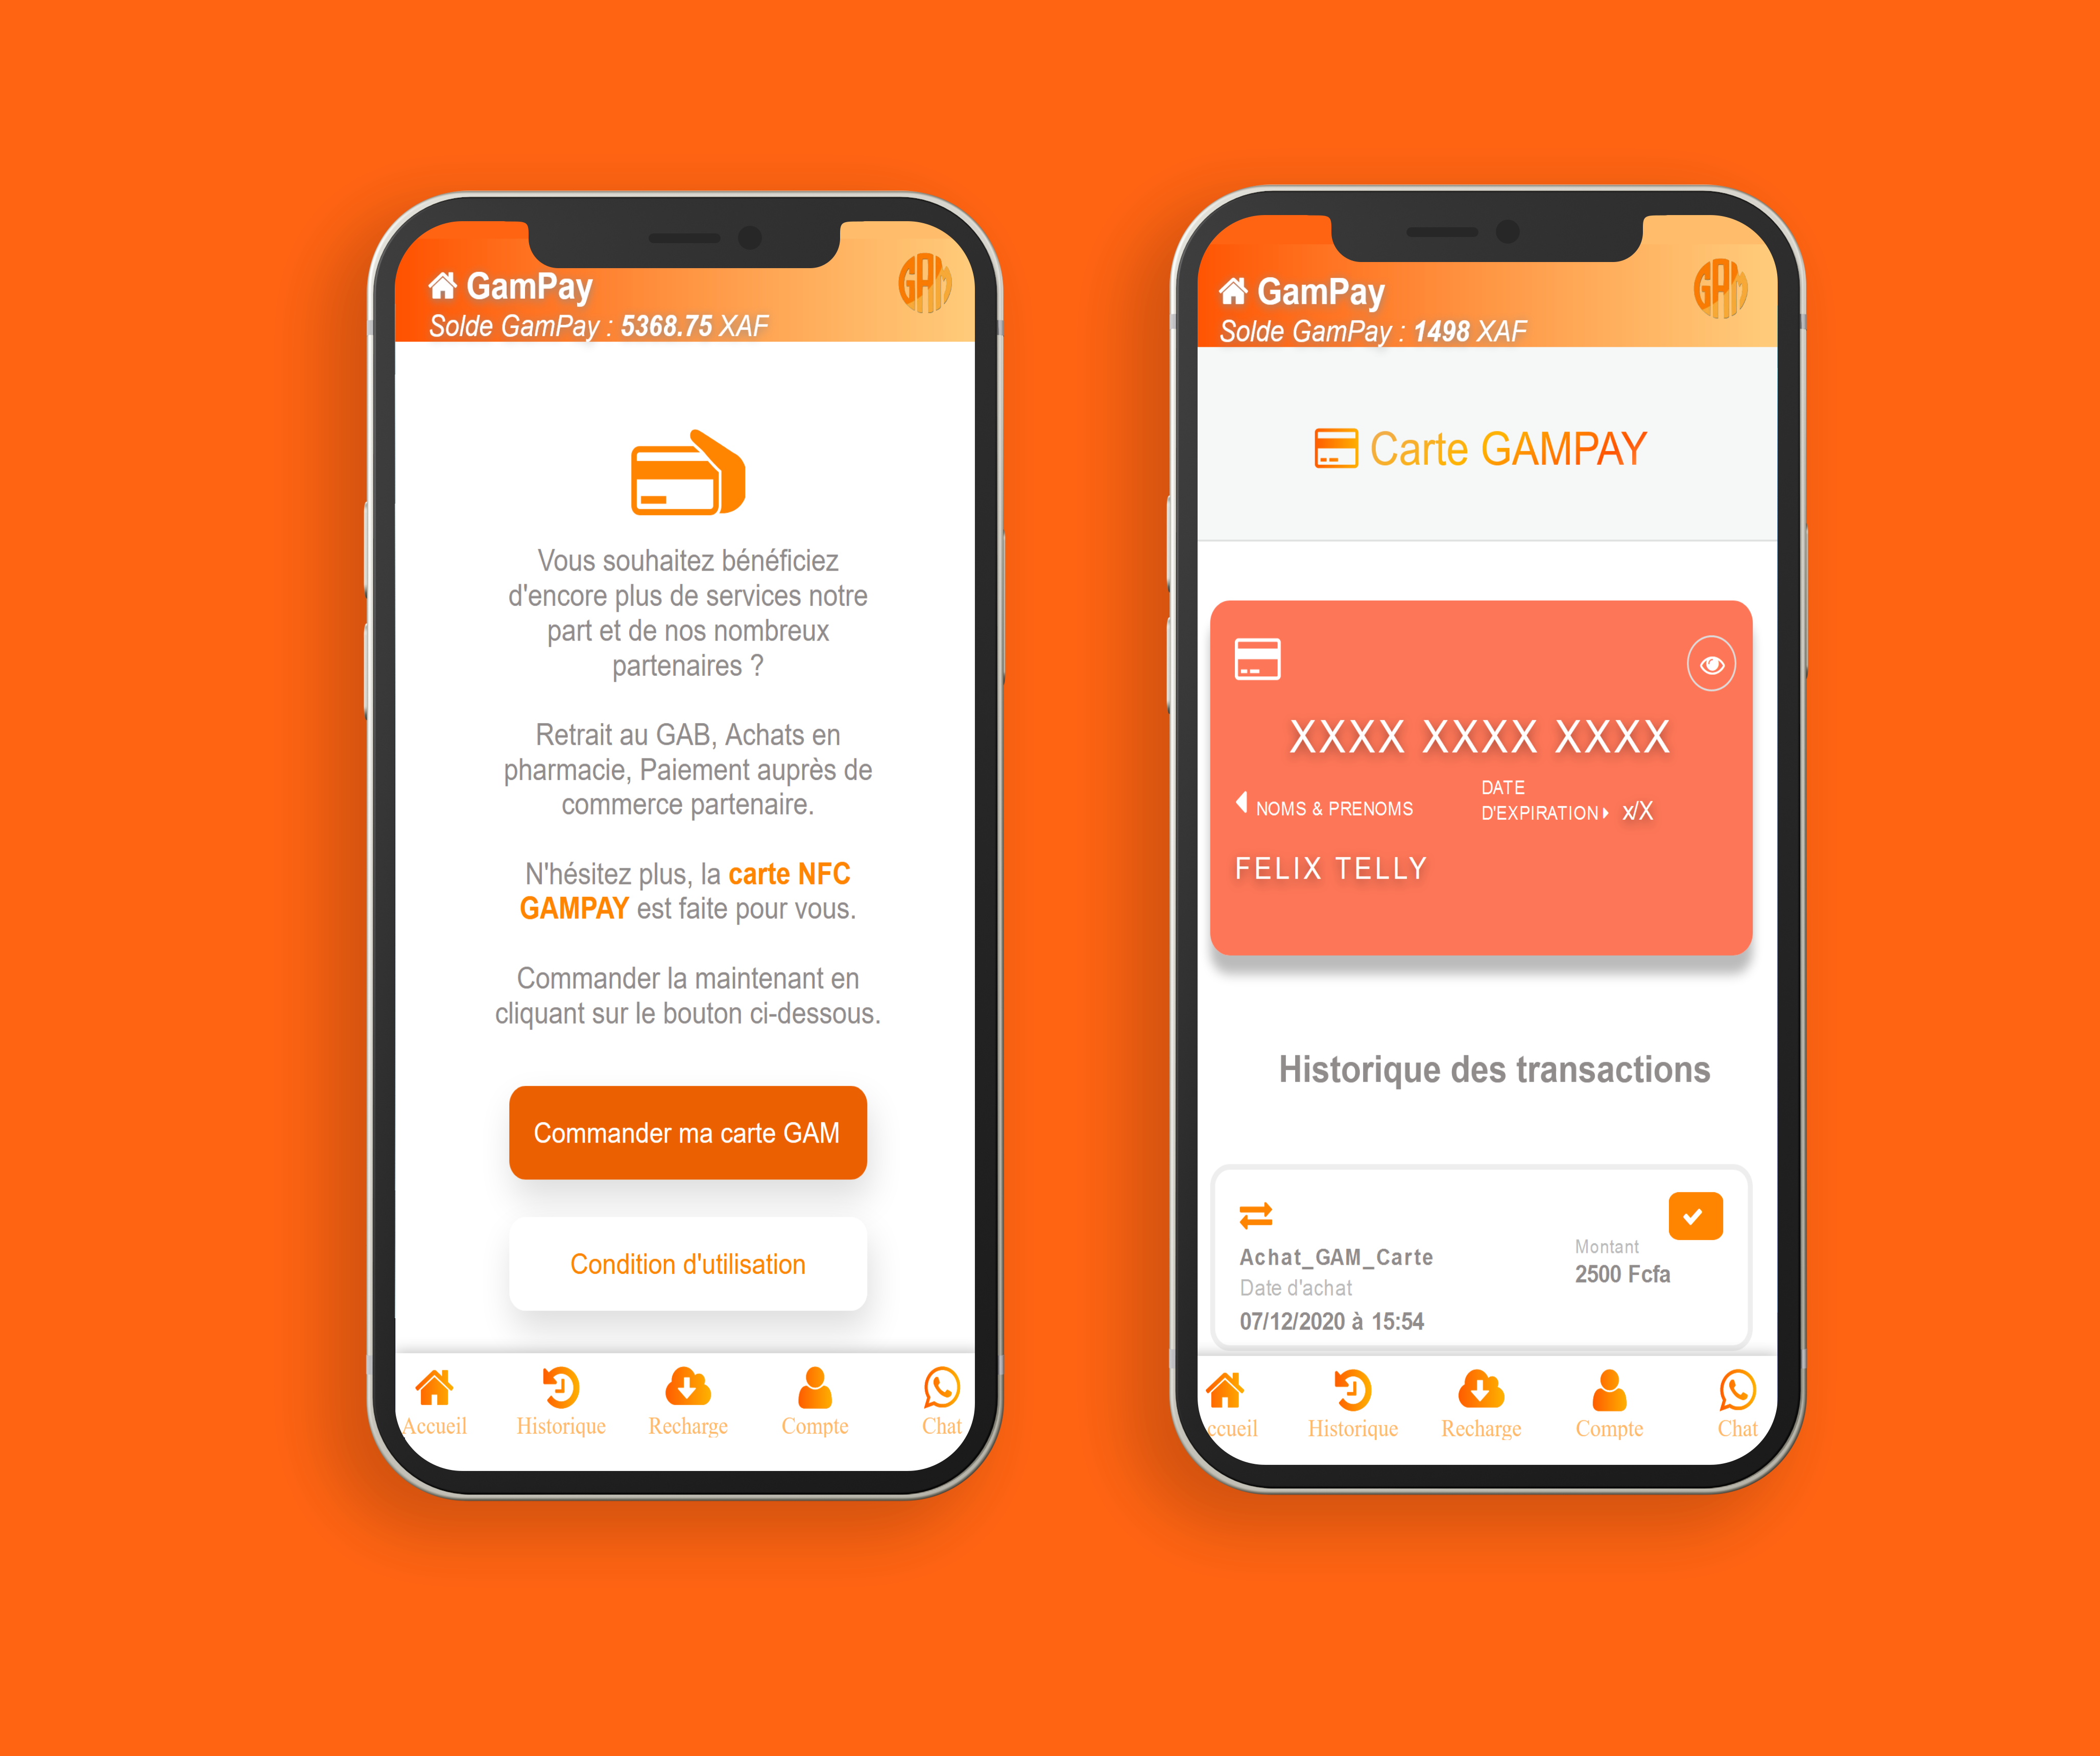 GamPay
Solde GamPay : 5368.75 XAF
GAM
Vous souhaitez bénéficiez
d'encore plus de services notre
part et de nos nombreux
partenaires ?
Retrait au GAB, Achats en
pharmacie, Paiement auprès de
commerce partenaire.
N'hésitez plus, la carte NFC
GAMPAY est faite pour vous.
Commander la maintenant en
cliquant sur le bouton ci-dessous.
Commander ma carte GAM
Condition d'utilisation
Accueil Historique Recharge Compte Chat
GamPay
Solde GamPay : 1498 XAF
GAM
Carte GAMPAY
XXXX XXXX XXXX
NOMS & PRENOMS
DATE
D'EXPIRATION x/X
FELIX TELLY
Historique des transactions
Achat_GAM_Carte
Date d'achat
07/12/2020 à 15:54
Montant
2500 Fcfa
ccueil Historique Recharge Compte Chat